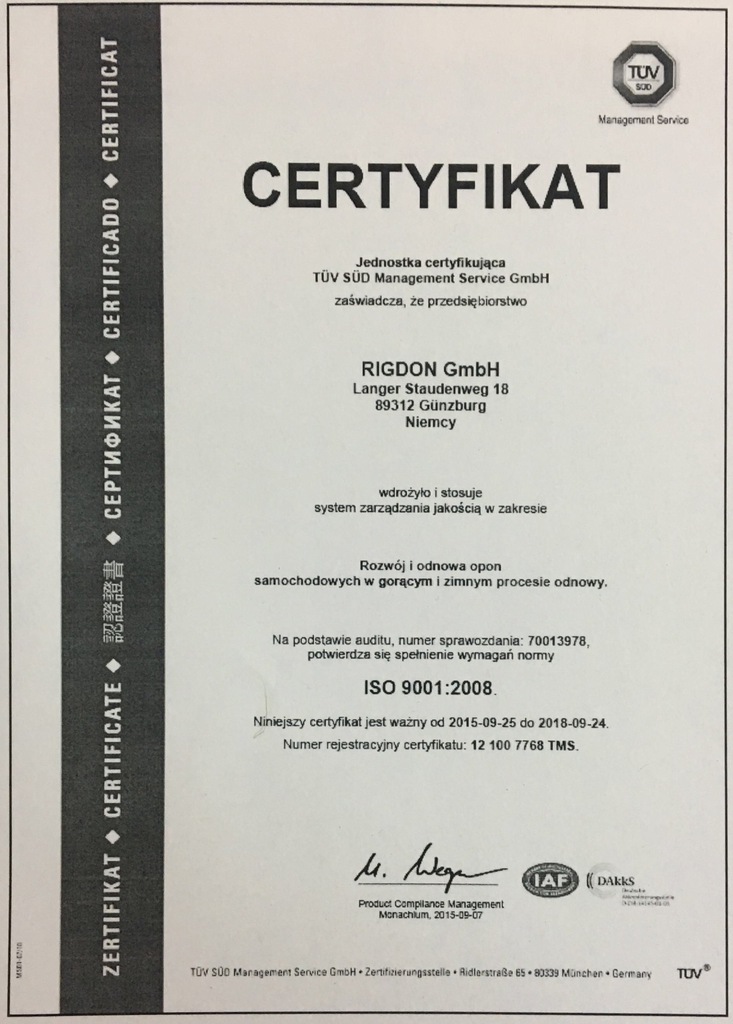 TÜV
SÜD
Management Service
CERTYFIKAT
Jednostka certyfikująca
TÜV SÜD Management Service GmbH
zaświadcza, że przedsiębiorstwo
RIGDON GmbH
Langer Staudenweg 18
89312 Günzburg
Niemcy
wdrożyło i stosuje
system zarządzania jakością w zakresie
Rozwój i odnowa opon
samochodowych w gorącym i zimnym procesie odnowy.
Na podstawie auditu, numer sprawozdania: 70013978,
potwierdza się spełnienie wymagań normy
ISO 9001:2008.
Niniejszy certyfikat jest ważny od 2015-09-25 do 2018-09-24.
Numer rejestracyjny certyfikatu: 12 100 7768 TMS.
Product Compliance Management
Monachium, 2015-09-07
IAF
DAkkS
Deutsche
Akkreditierungsstelle
TÜV SÜD Management Service GmbH • Zertifizierungsstelle • Ridlerstraße 65 • 80339 München • Germany
TÜV®
ZERTIFIKAT ◆ CERTIFICATE ◆ 認證證書 ◆ СЕРТИФИКАТ ◆ CERTIFICADO ◆ CERTIFICAT